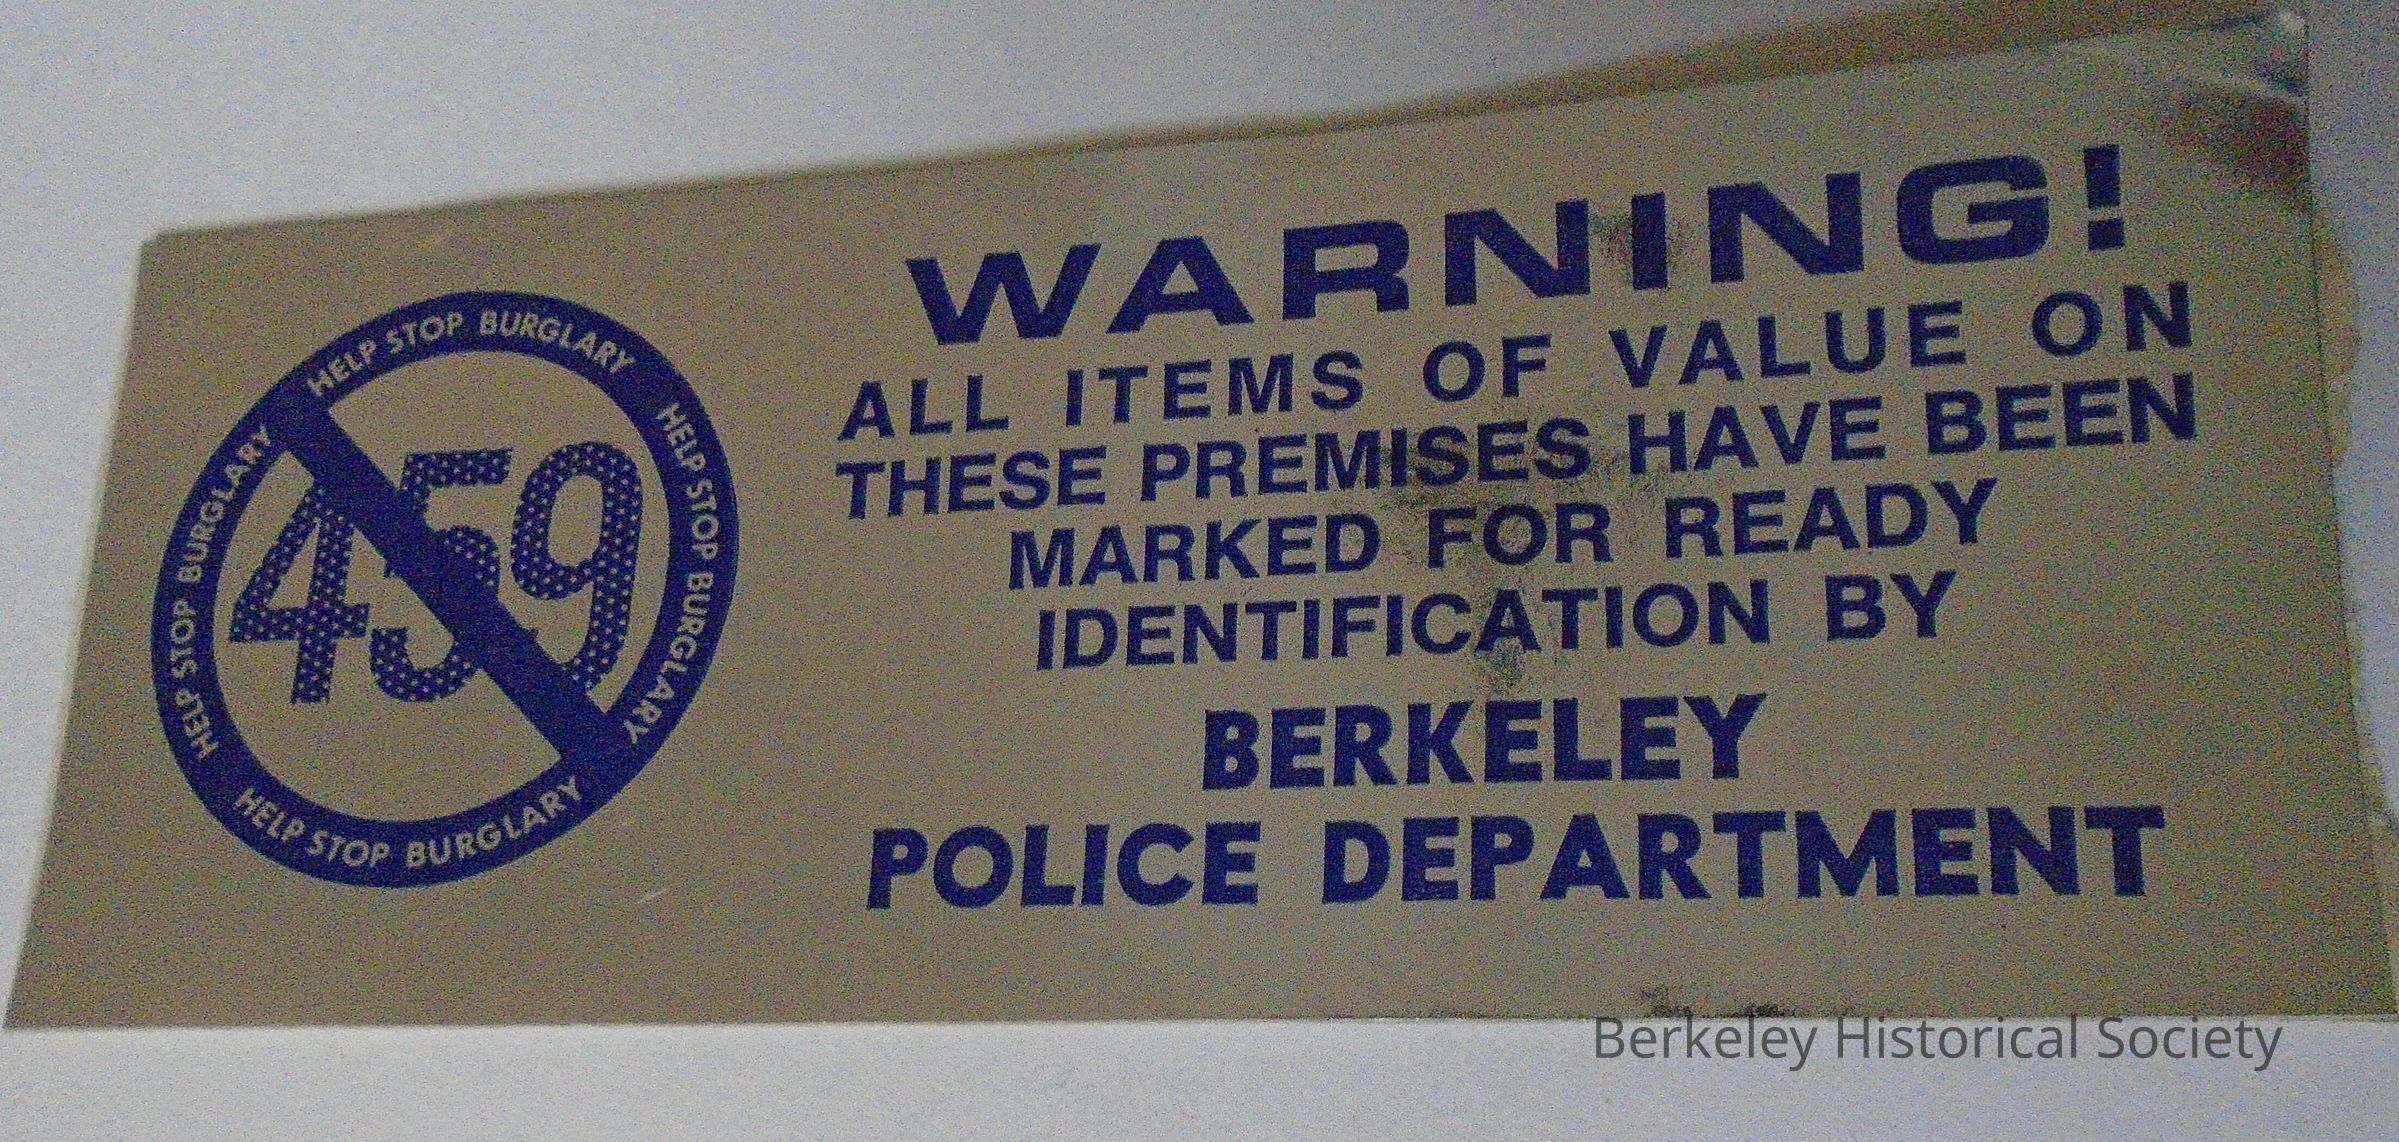 HELP STOP BURGLARY
HELP STOP BURGLARY
HELP STOP BURGLARY
HELP STOP BURGLARY
459
WARNING!
ALL ITEMS OF VALUE ON
THESE PREMISES HAVE BEEN
MARKED FOR READY
IDENTIFICATION BY
BERKELEY
POLICE DEPARTMENT
Berkeley Historical Society